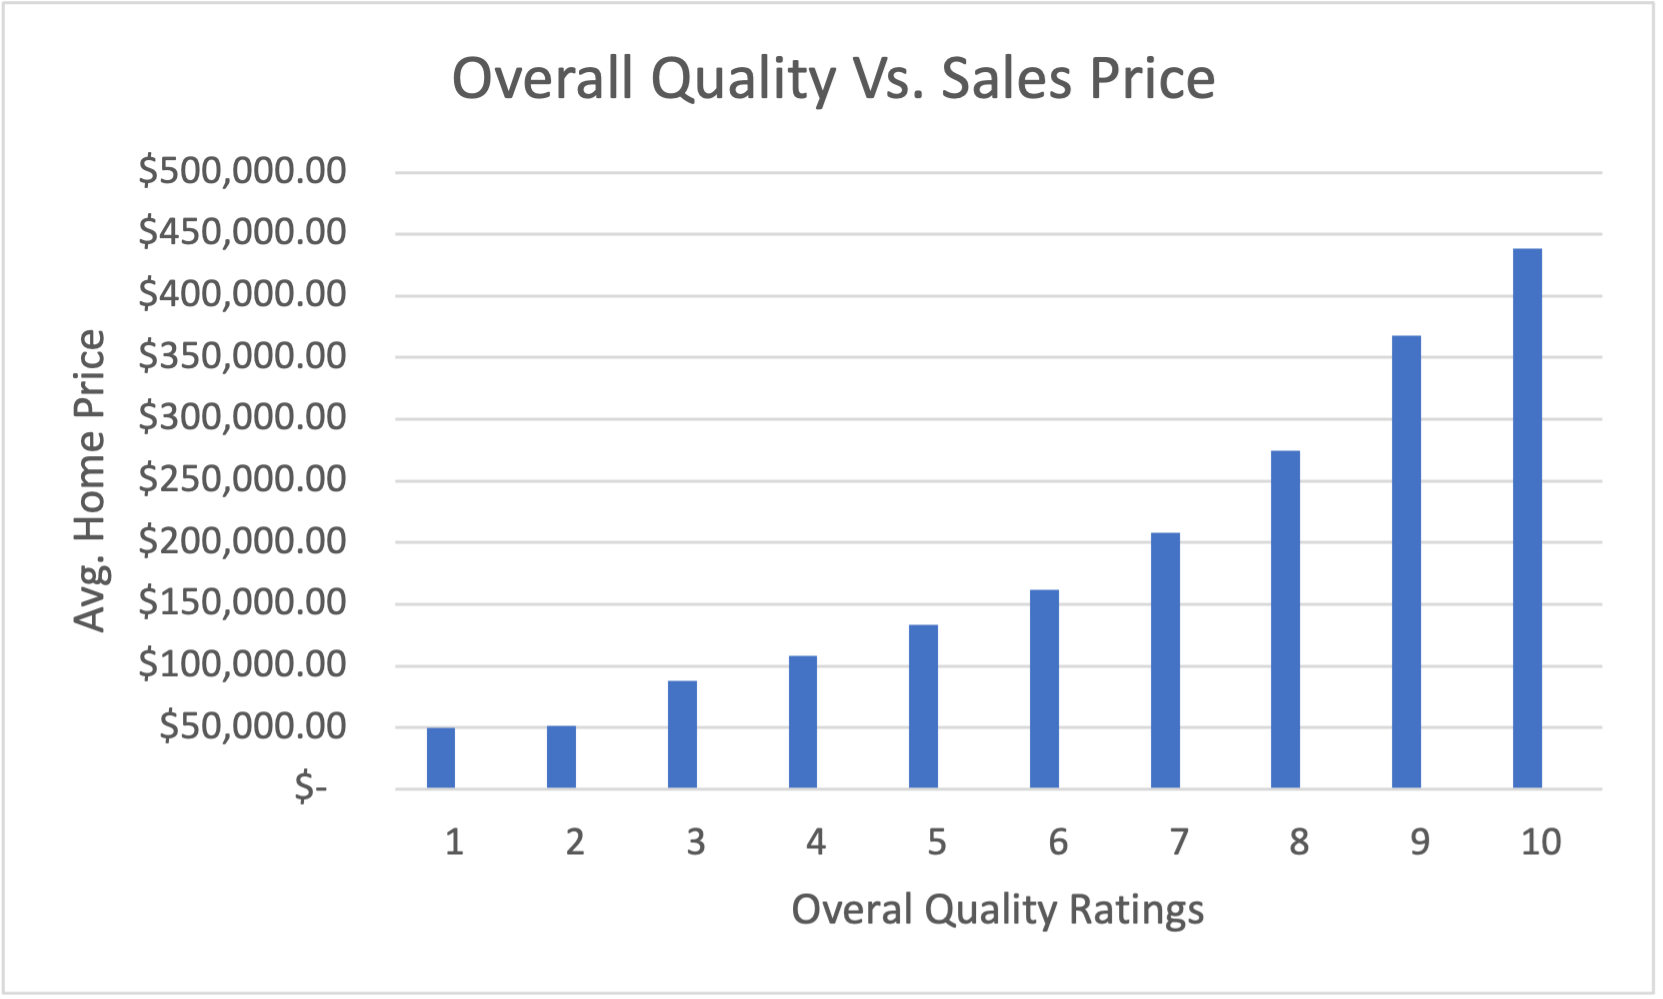 Overall Quality Vs. Sales Price
$500,000.00
$450,000.00
$400,000.00
$350,000.00
$300,000.00
$250,000.00
$200,000.00
$150,000.00
$100,000.00
$50,000.00
$-
Avg. Home Price
1 2 3 4 5 6 7 8 9 10
Overal Quality Ratings